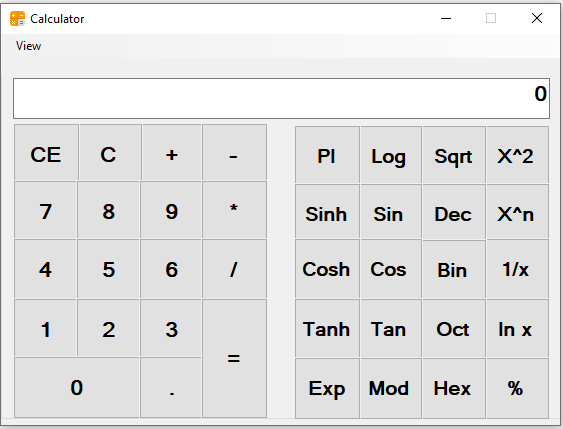 Calculator
View
0
CE C + -
PI Log Sqrt X^2
7 8 9 *
Sinh Sin Dec X^n
4 5 6 /
Cosh Cos Bin 1/x
1 2 3 =
Tanh Tan Oct ln x
0 .
Exp Mod Hex %